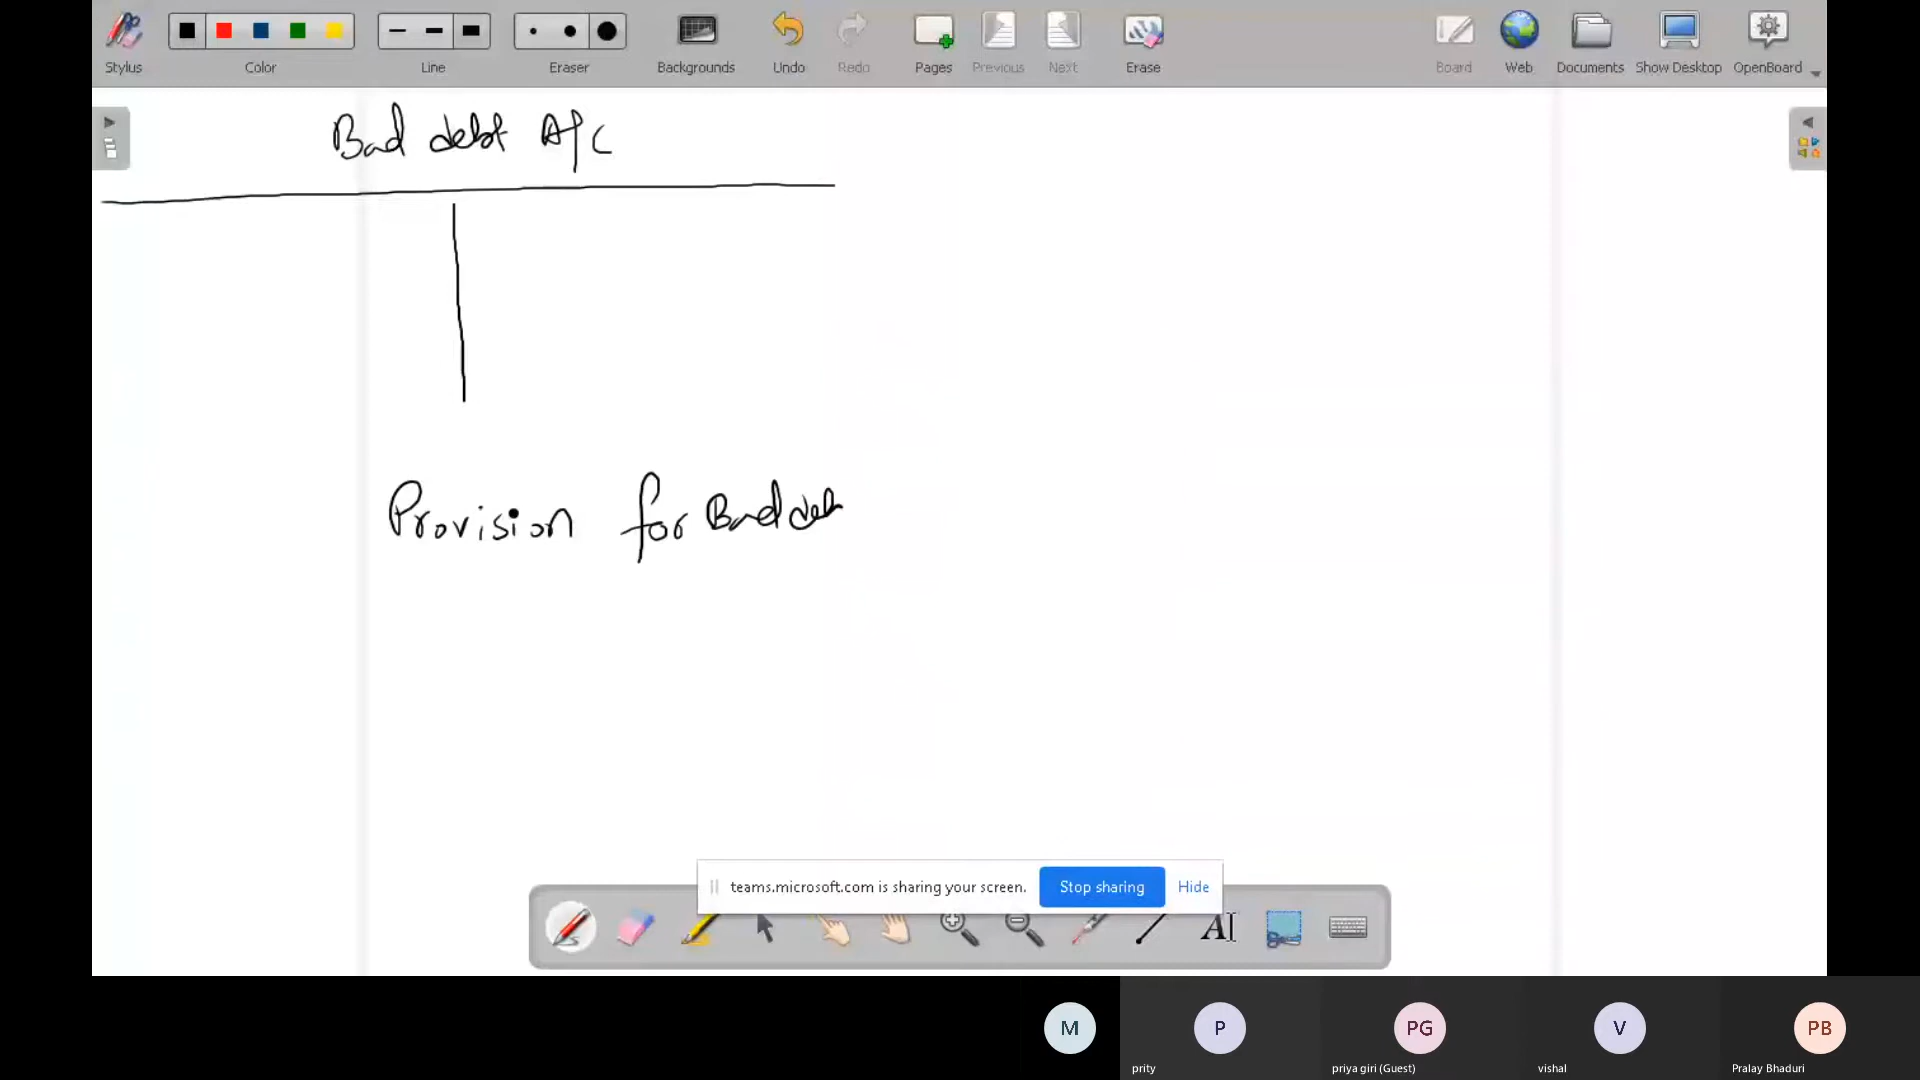 Stylus Color Line Eraser Backgrounds Undo Redo Pages Previous Next Erase Board Web Documents Show Desktop OpenBoard
Bad debt A/C
Provision for Bad deb
teams.microsoft.com is sharing your screen. Stop sharing Hide
A
M P PG V PB
prity priya giri (Guest) vishal Pralay Bhaduri